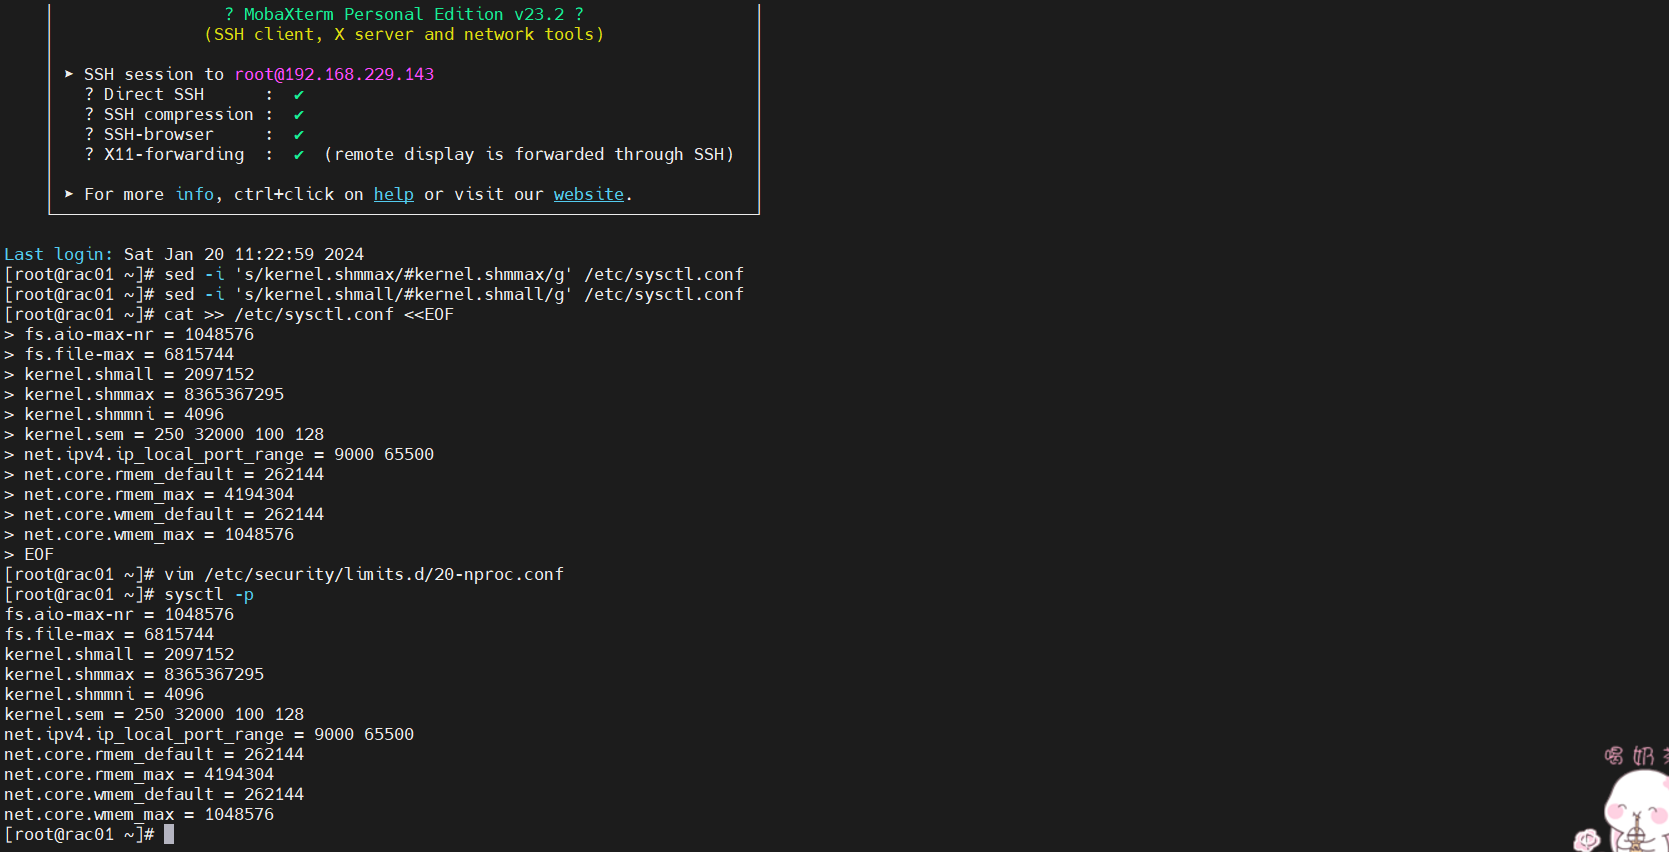 ? MobaXterm Personal Edition v23.2 ?
(SSH client, X server and network tools)
➤ SSH session to root@192.168.229.143
? Direct SSH : ✔
? SSH compression : ✔
? SSH-browser : ✔
? X11-forwarding : ✔ (remote display is forwarded through SSH)
➤ For more info, ctrl+click on help or visit our website.
Last login: Sat Jan 20 11:22:59 2024
[root@rac01 ~]# sed -i 's/kernel.shmmax/#kernel.shmmax/g' /etc/sysctl.conf
[root@rac01 ~]# sed -i 's/kernel.shmall/#kernel.shmall/g' /etc/sysctl.conf
[root@rac01 ~]# cat >> /etc/sysctl.conf <<EOF
> fs.aio-max-nr = 1048576
> fs.file-max = 6815744
> kernel.shmall = 2097152
> kernel.shmmax = 8365367295
> kernel.shmmni = 4096
> kernel.sem = 250 32000 100 128
> net.ipv4.ip_local_port_range = 9000 65500
> net.core.rmem_default = 262144
> net.core.rmem_max = 4194304
> net.core.wmem_default = 262144
> net.core.wmem_max = 1048576
> EOF
[root@rac01 ~]# vim /etc/security/limits.d/20-nproc.conf
[root@rac01 ~]# sysctl -p
fs.aio-max-nr = 1048576
fs.file-max = 6815744
kernel.shmall = 2097152
kernel.shmmax = 8365367295
kernel.shmmni = 4096
kernel.sem = 250 32000 100 128
net.ipv4.ip_local_port_range = 9000 65500
net.core.rmem_default = 262144
net.core.rmem_max = 4194304
net.core.wmem_default = 262144
net.core.wmem_max = 1048576
[root@rac01 ~]#
喝奶